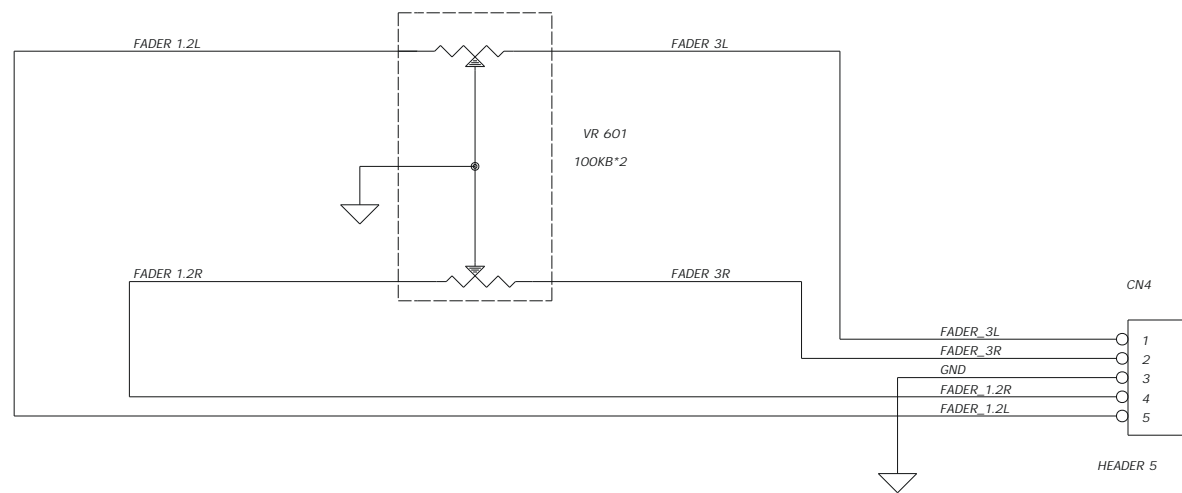 FADER 1.2L
FADER 3L
VR 601
100KB*2
FADER 1.2R
FADER 3R
CN4
FADER_3L
1
FADER_3R
2
GND
3
FADER_1.2R
4
FADER_1.2L
5
HEADER 5